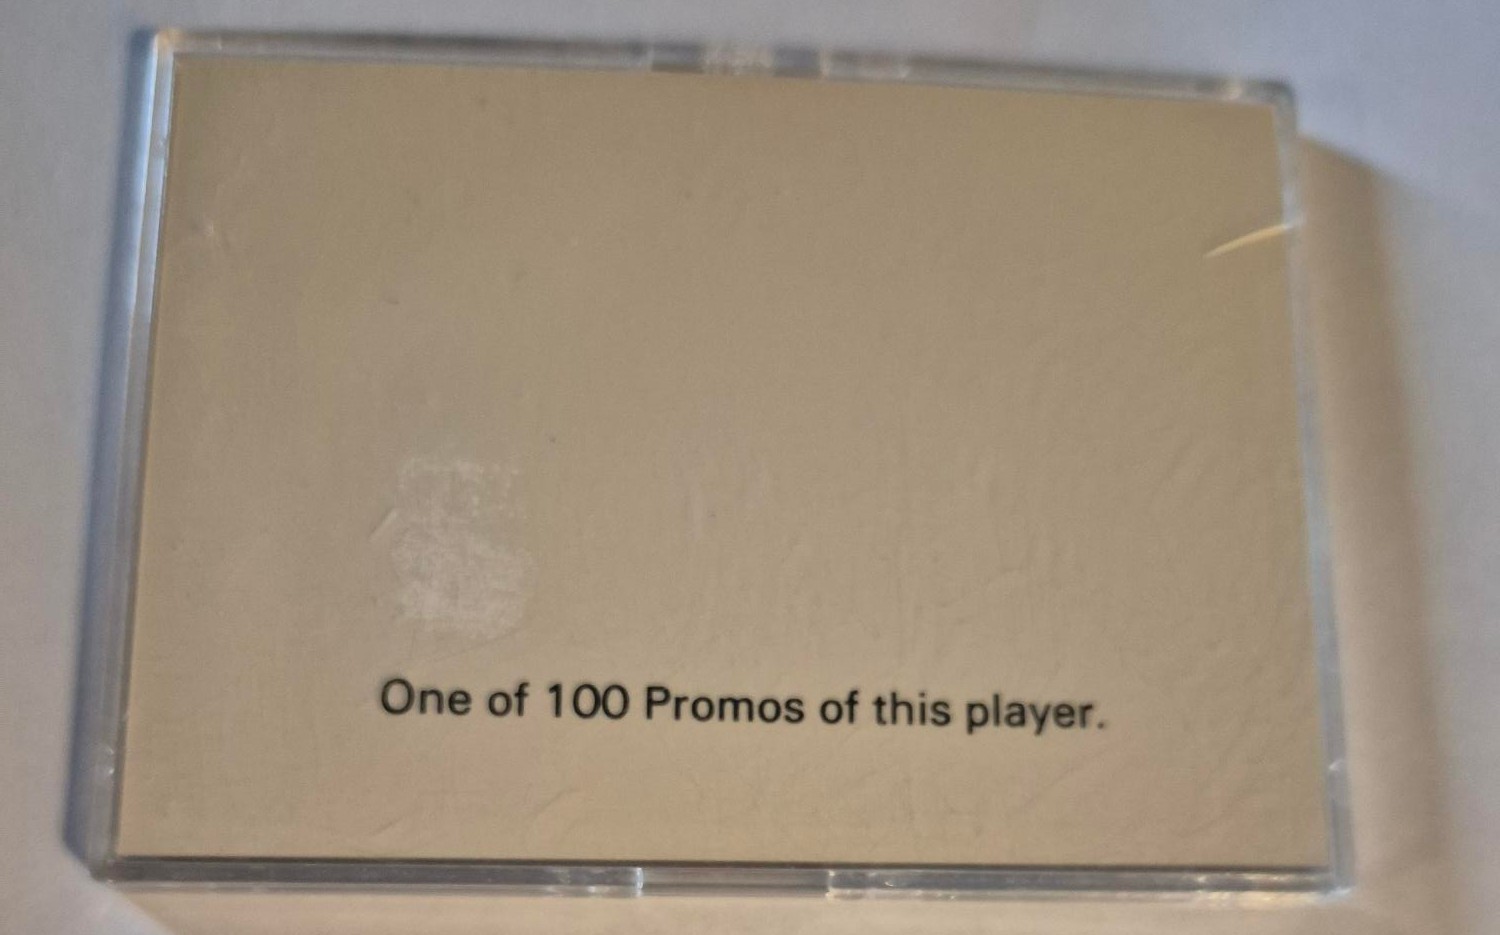 One of 100 Promos of this player.